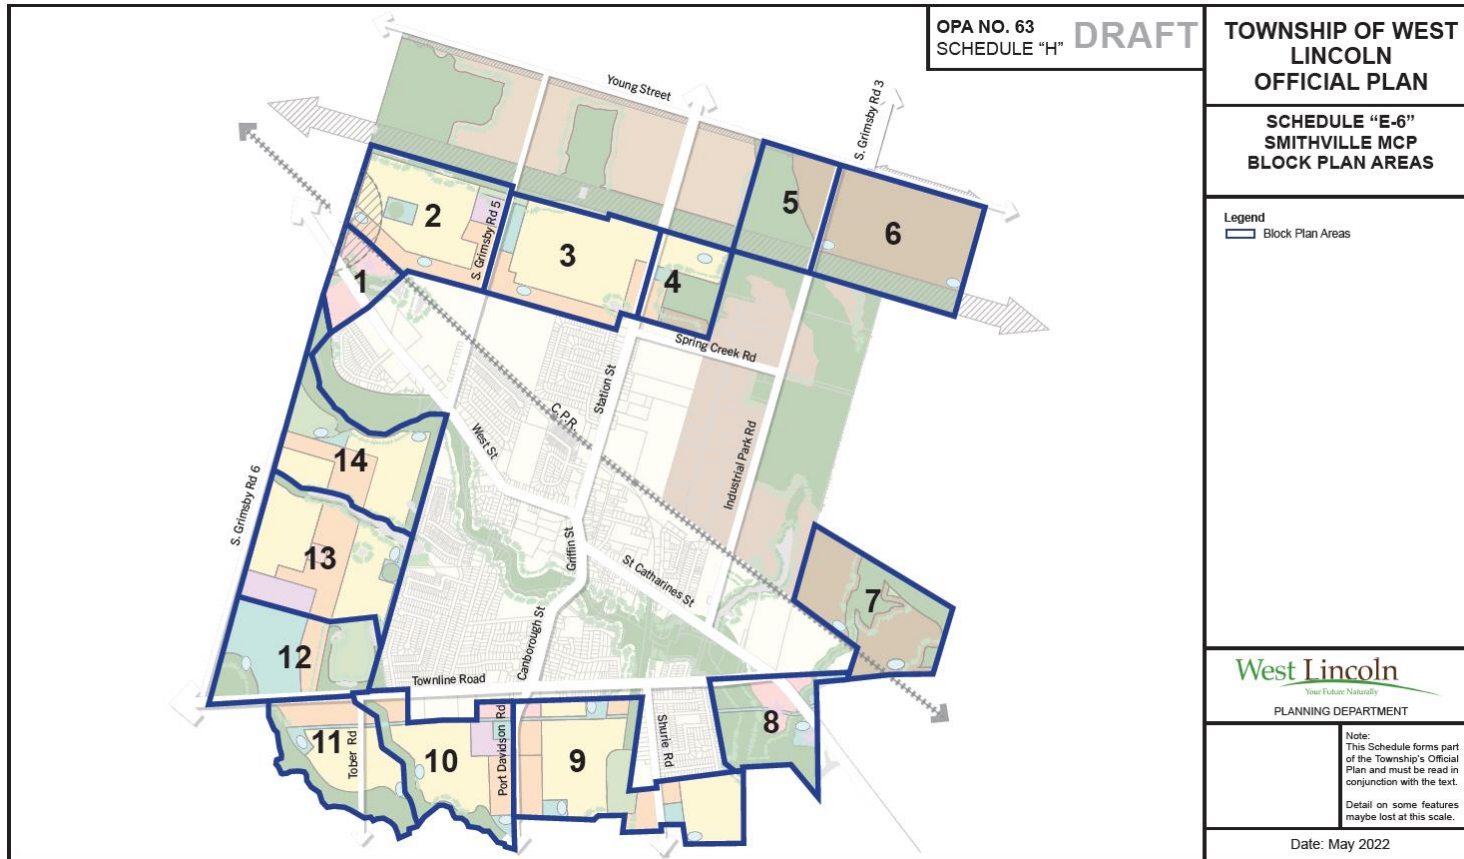 OPA NO. 63
SCHEDULE “H”
DRAFT
TOWNSHIP OF WEST
LINCOLN
OFFICIAL PLAN
SCHEDULE “E-6”
SMITHVILLE MCP
BLOCK PLAN AREAS
Legend
Block Plan Areas
Young Street
S. Grimsby Rd 3
S. Grimsby Rd 5
1
2
3
4
5
6
Spring Creek Rd
Station St
C.P.R.
West St
Industrial Park Rd
S. Grimsby Rd 6
14
13
12
Griffin St
St Catharines St
7
Canborough St
Townline Road
11
Tober Rd
10
Port Davidson Rd
9
Shurie Rd
8
West Lincoln
Your Future Naturally
PLANNING DEPARTMENT
Note:
This Schedule forms part
of the Township's Official
Plan and must be read in
conjunction with the text.
Detail on some features
maybe lost at this scale.
Date: May 2022